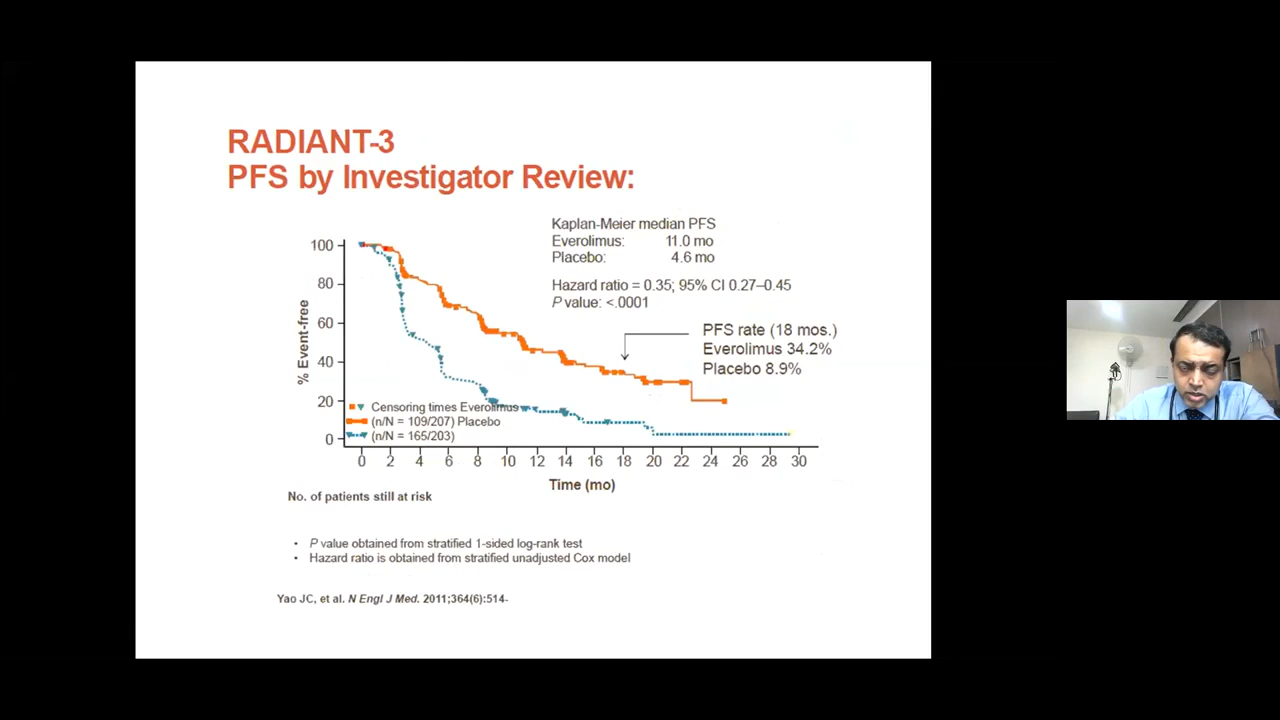 RADIANT-3
PFS by Investigator Review:
Kaplan-Meier median PFS
Everolimus: 11.0 mo
Placebo: 4.6 mo
Hazard ratio = 0.35; 95% CI 0.27–0.45
P value: <.0001
PFS rate (18 mos.)
Everolimus 34.2%
Placebo 8.9%
% Event-free
100
80
60
40
20
0
Censoring times Everolimus
(n/N = 109/207) Placebo
(n/N = 165/203)
0 2 4 6 8 10 12 14 16 18 20 22 24 26 28 30
Time (mo)
No. of patients still at risk
• P value obtained from stratified 1-sided log-rank test
• Hazard ratio is obtained from stratified unadjusted Cox model
Yao JC, et al. N Engl J Med. 2011;364(6):514-